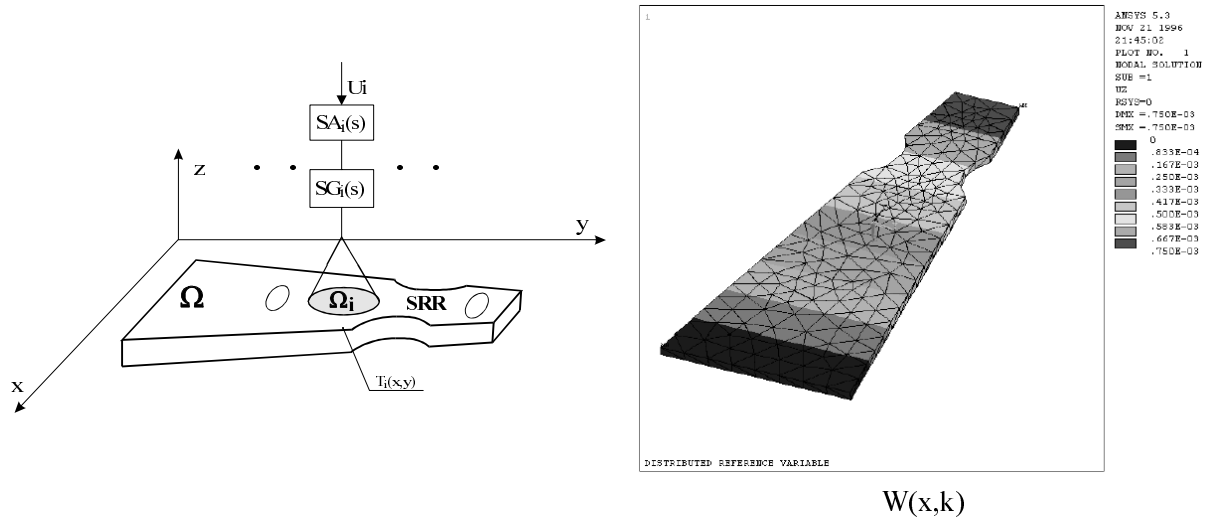 Ui
SAi(s)
z
SGi(s)
y
Ω
Ωi
SRR
Ti(x,y)
x
1
ANSYS 5.3
NOV 21 1996
21:45:02
PLOT NO. 1
NODAL SOLUTION
SUB =1
UZ
RSYS=0
DMX =.750E-03
SMX =.750E-03
0
.833E-04
.167E-03
.250E-03
.333E-03
.417E-03
.500E-03
.583E-03
.667E-03
.750E-03
MX
DISTRIBUTED REFERENCE VARIABLE
W(x,k)